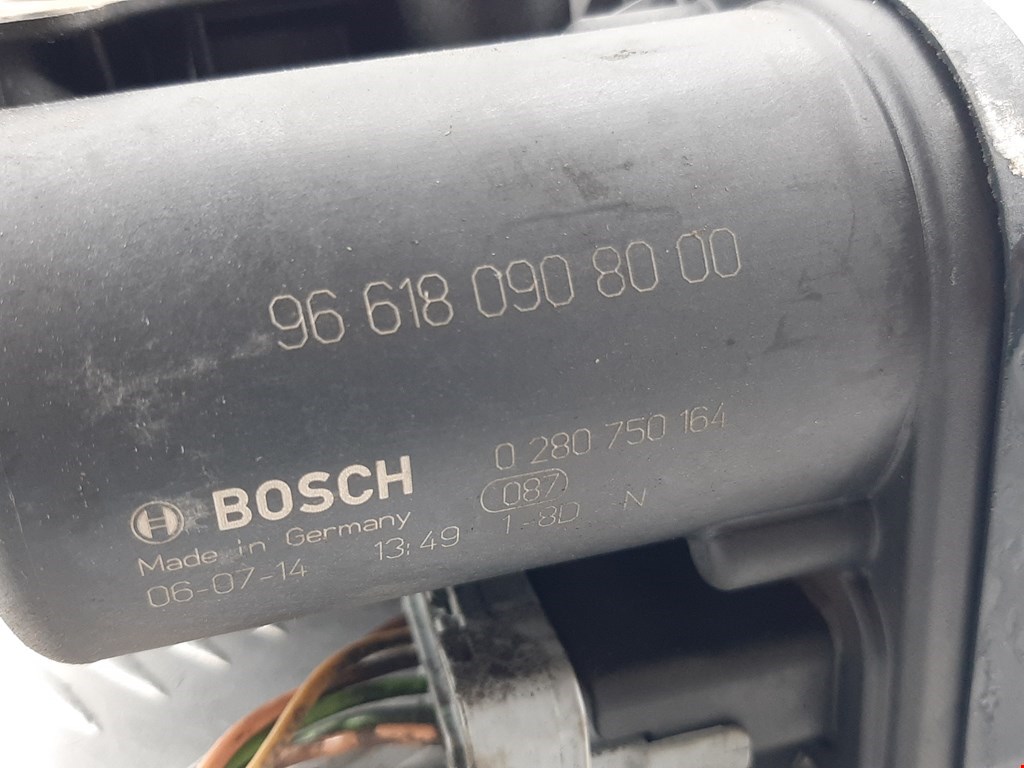 96 618 090 80 00
0 280 750 164
BOSCH
087
Made in Germany
1-8D N
06-07-14 13:49